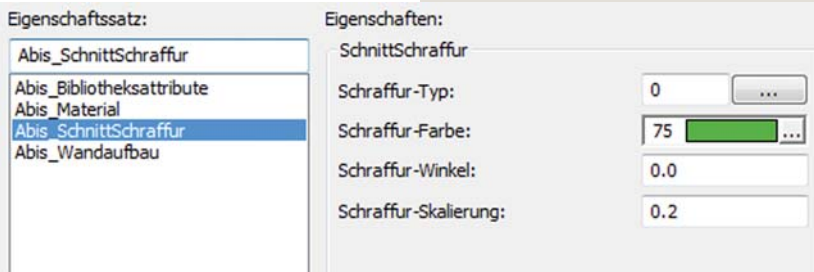 Eigenschaftssatz:
Abis_SchnittSchraffur
Abis_Bibliotheksattribute
Abis_Material
Abis_SchnittSchraffur
Abis_Wandaufbau
Eigenschaften:
SchnittSchraffur
Schraffur-Typ: 0 ...
Schraffur-Farbe: 75 ...
Schraffur-Winkel: 0.0
Schraffur-Skalierung: 0.2